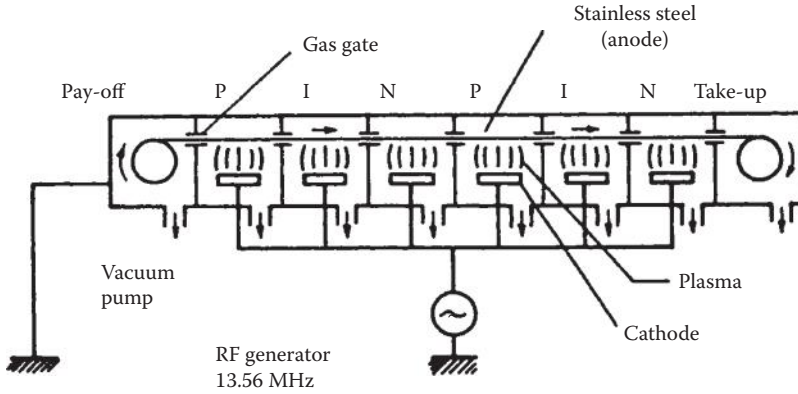 Stainless steel
(anode)
Gas gate
Pay-off P I N P I N Take-up
Vacuum
pump
Plasma
Cathode
RF generator
13.56 MHz